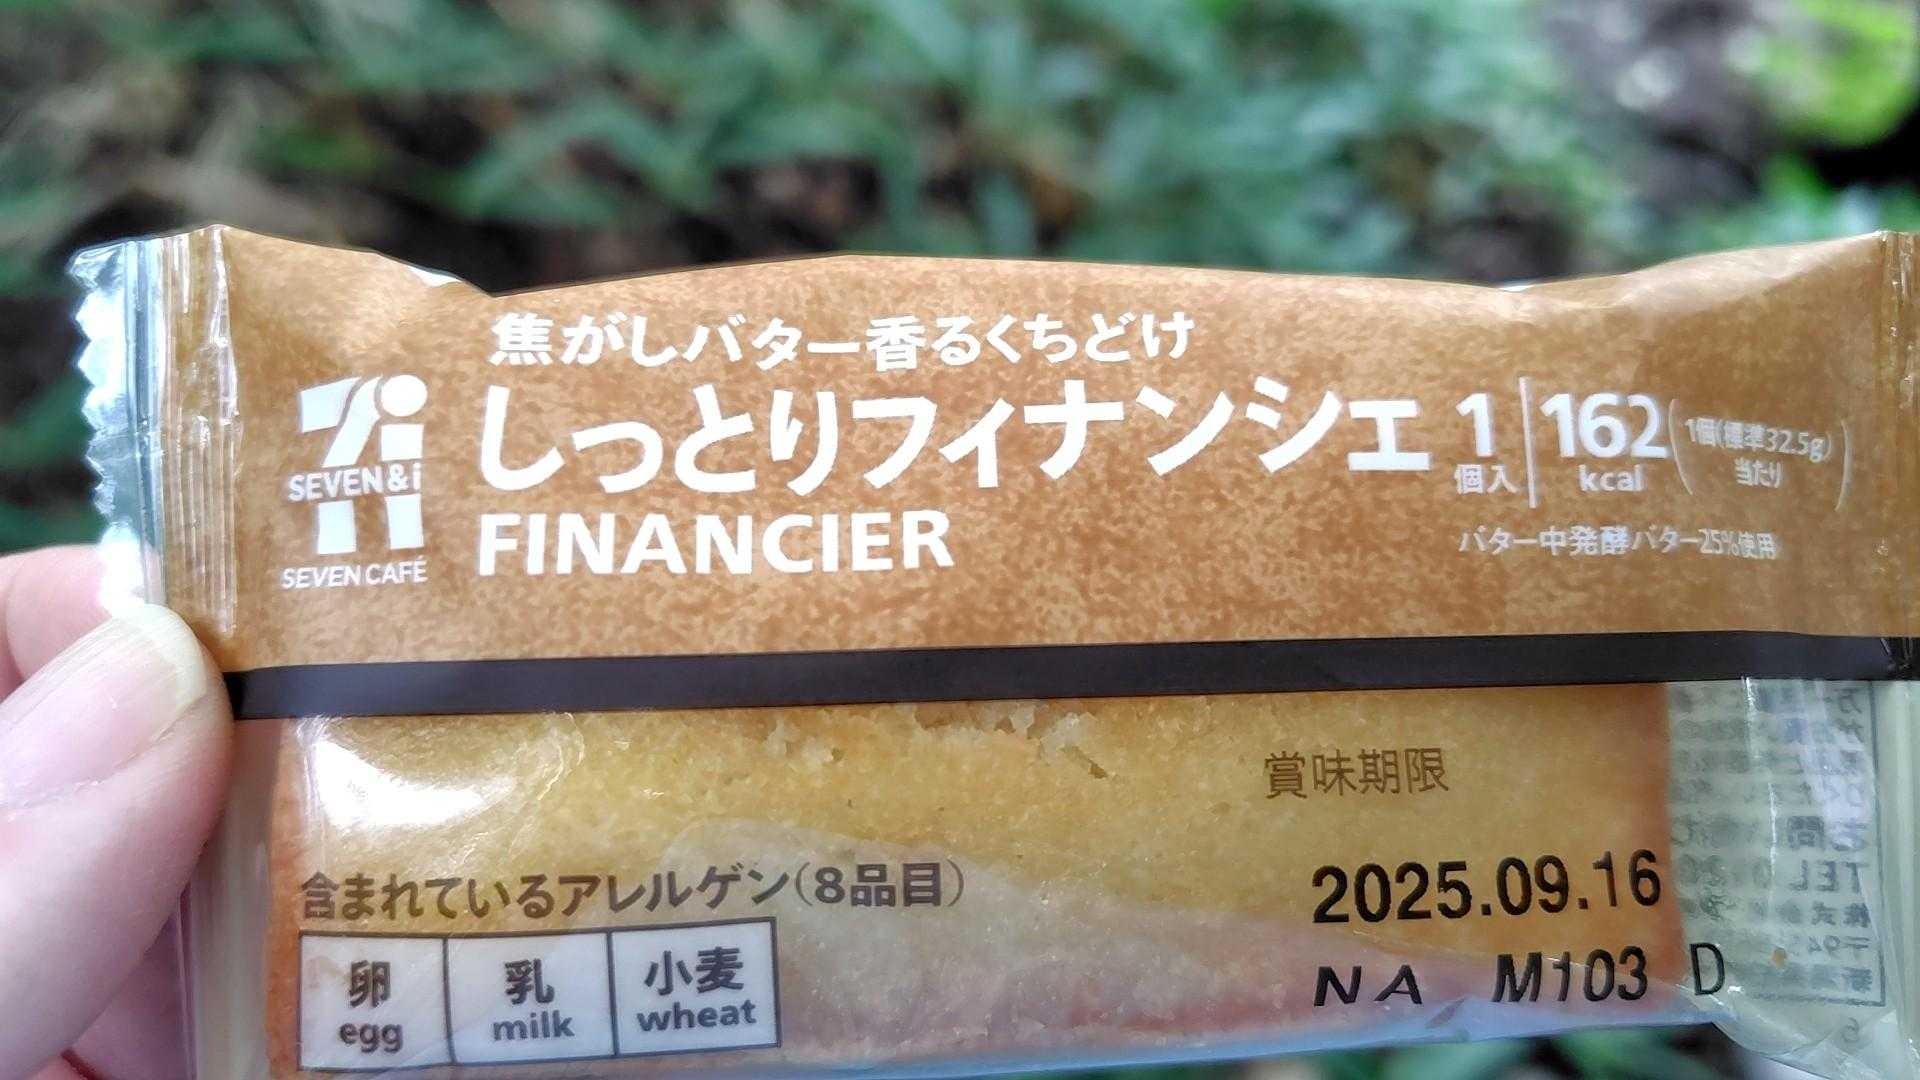 焦がしバター香るくちどけ
しっとりフィナンシェ
FINANCIER
SEVEN&i
SEVEN CAFÉ
1
個入
162
kcal
1個(標準32.5g)
当たり
バター中発酵バター25%使用
賞味期限
2025.09.16
NA M103 D
含まれているアレルゲン(8品目)
卵
egg
乳
milk
小麦
wheat
TEL